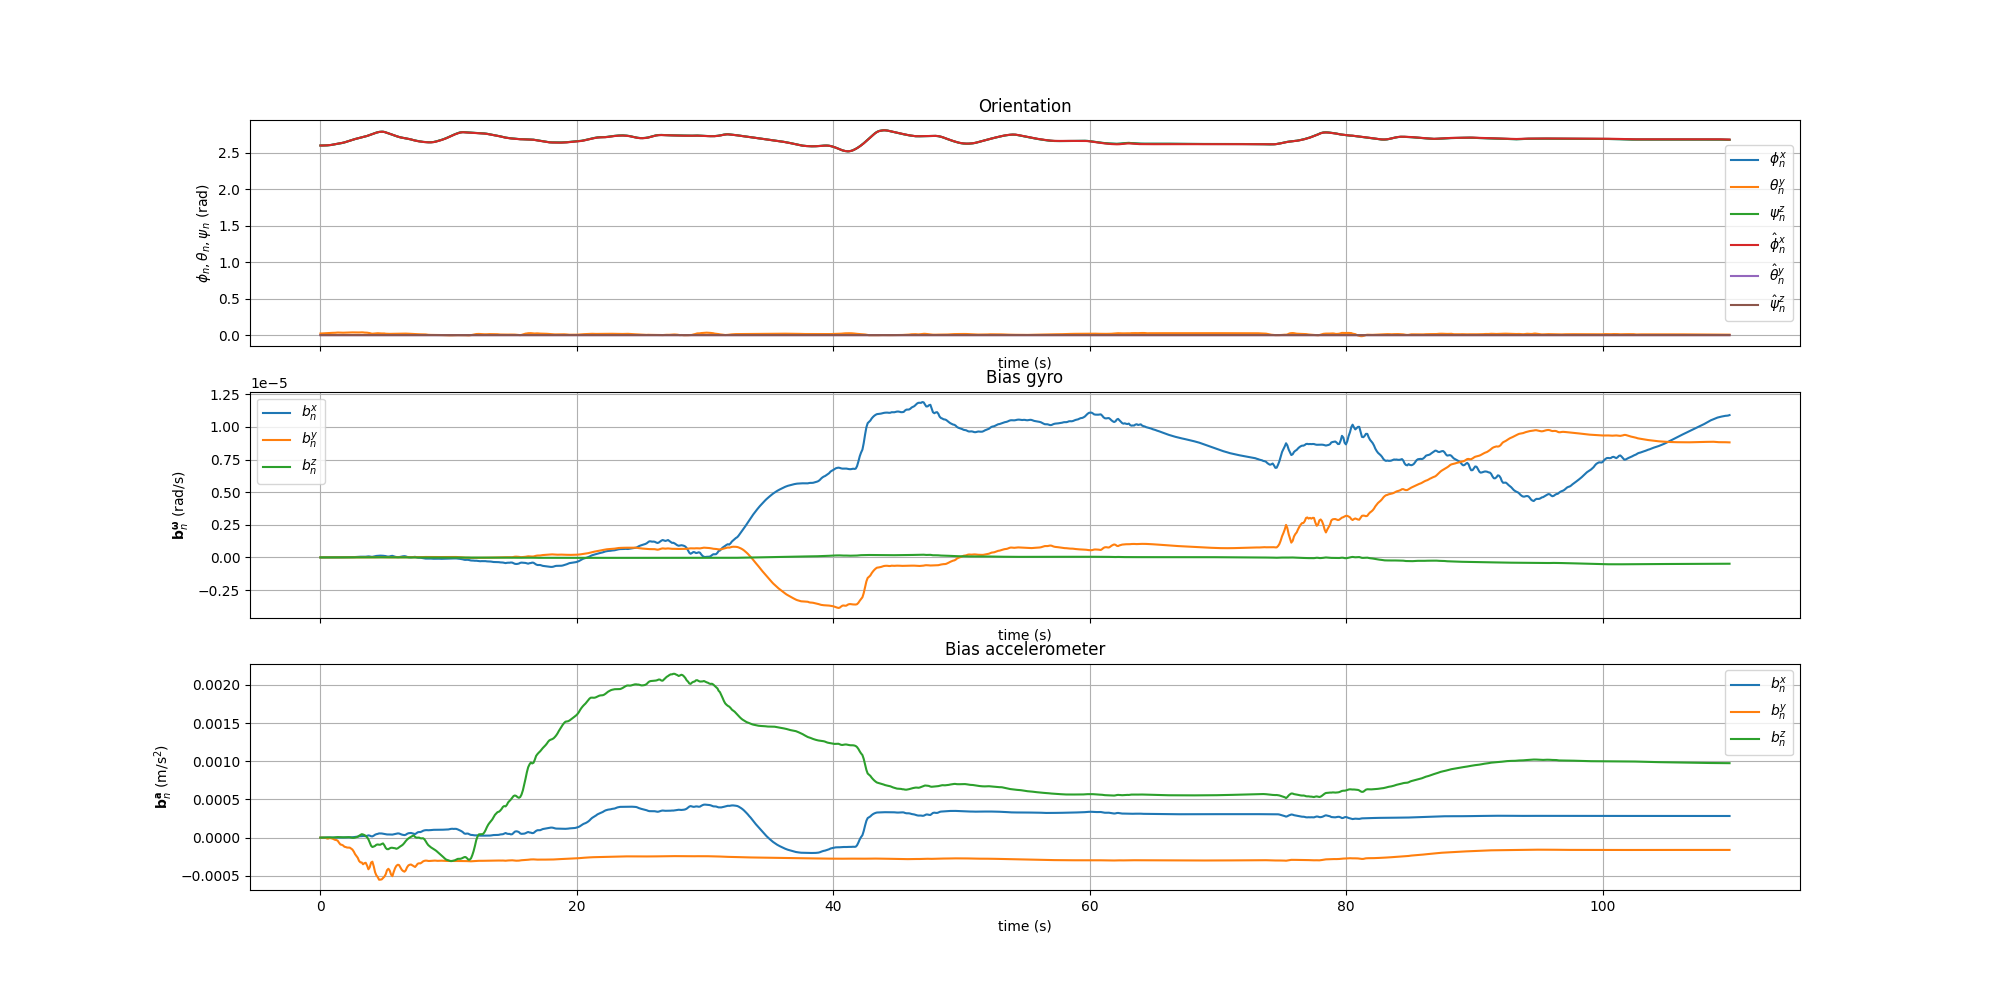 Orientation
ϕₙ, θₙ, ψₙ (rad)
2.5
2.0
1.5
1.0
0.5
0.0
ϕₙˣ
θₙʸ
ψₙᶻ
ϕ̂ₙˣ
θ̂ₙʸ
ψ̂ₙᶻ
time (s)
Bias gyro
1e−5
bₙ^ω (rad/s)
1.25
1.00
0.75
0.50
0.25
0.00
−0.25
bₙˣ
bₙʸ
bₙᶻ
time (s)
Bias accelerometer
bₙᵃ (m/s²)
0.0020
0.0015
0.0010
0.0005
0.0000
−0.0005
bₙˣ
bₙʸ
bₙᶻ
0 20 40 60 80 100
time (s)